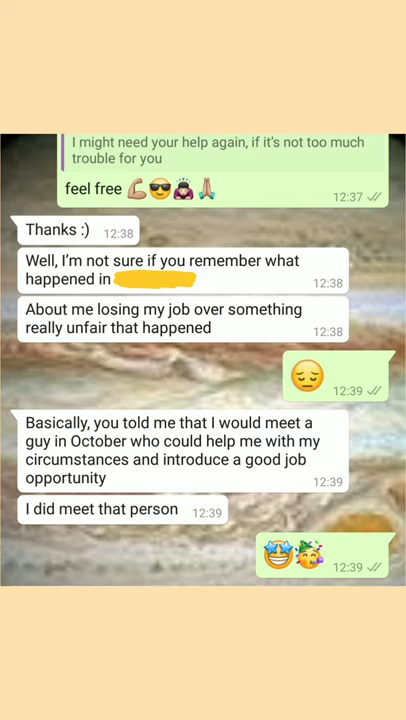 I might need your help again, if it's not too much
trouble for you
feel free 💪😎🙇🏻‍♀️🙏🏽
12:37
Thanks :)
12:38
Well, I'm not sure if you remember what
happened in
12:38
About me losing my job over something
really unfair that happened
12:38
😔
12:39
Basically, you told me that I would meet a
guy in October who could help me with my
circumstances and introduce a good job
opportunity
12:39
I did meet that person
12:39
🤩🥳
12:39